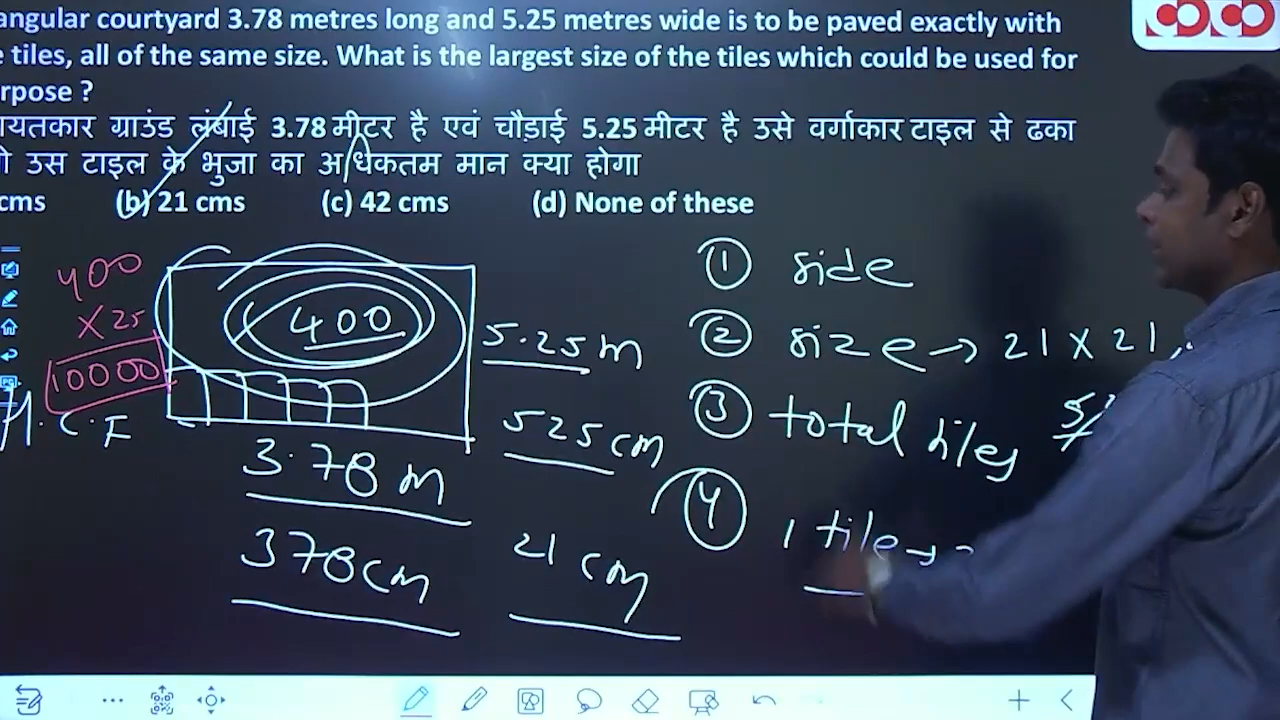 angular courtyard 3.78 metres long and 5.25 metres wide is to be paved exactly with
e tiles, all of the same size. What is the largest size of the tiles which could be used for
rpose ?
ायतकार ग्राउंड लंबाई 3.78 मीटर है एवं चौड़ाई 5.25 मीटर है उसे वर्गाकार टाइल से ढका
ो उस टाइल के भुजा का अधिकतम मान क्या होगा
cms (b) 21 cms (c) 42 cms (d) None of these
400
X 25
10000
H.C.F
400
5.25 m
525 cm
3.78 m
378 cm
21 cm
1 side
2 size → 21 X 21
3 total tiles
4 1 tile →